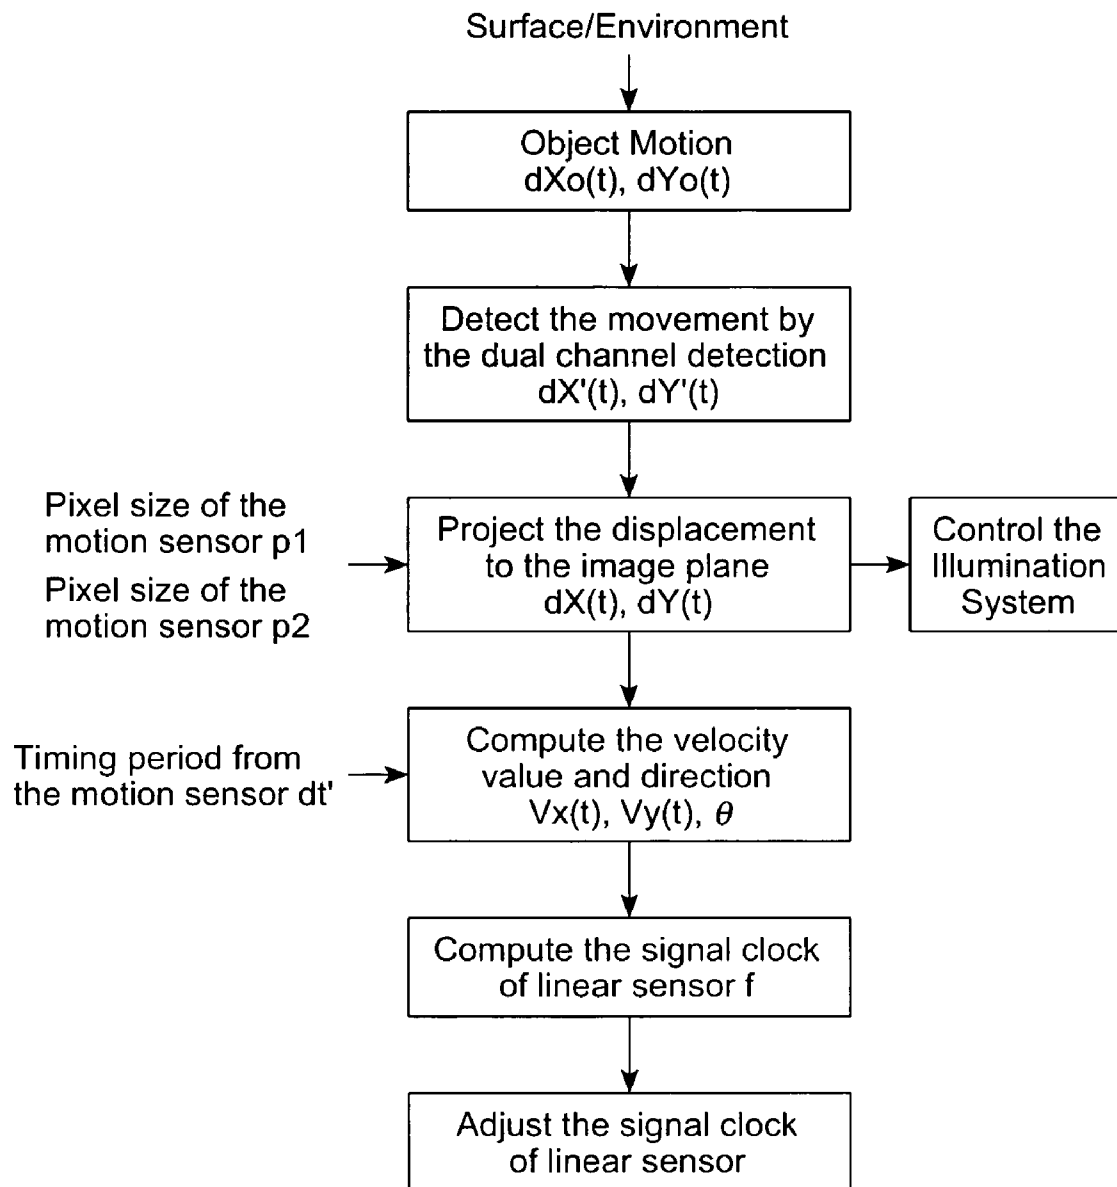 Surface/Environment
Object Motion
dXo(t), dYo(t)
Detect the movement by
the dual channel detection
dX'(t), dY'(t)
Pixel size of the
motion sensor p1
Pixel size of the
motion sensor p2
Project the displacement
to the image plane
dX(t), dY(t)
Control the
Illumination
System
Timing period from
the motion sensor dt'
Compute the velocity
value and direction
Vx(t), Vy(t), θ
Compute the signal clock
of linear sensor f
Adjust the signal clock
of linear sensor